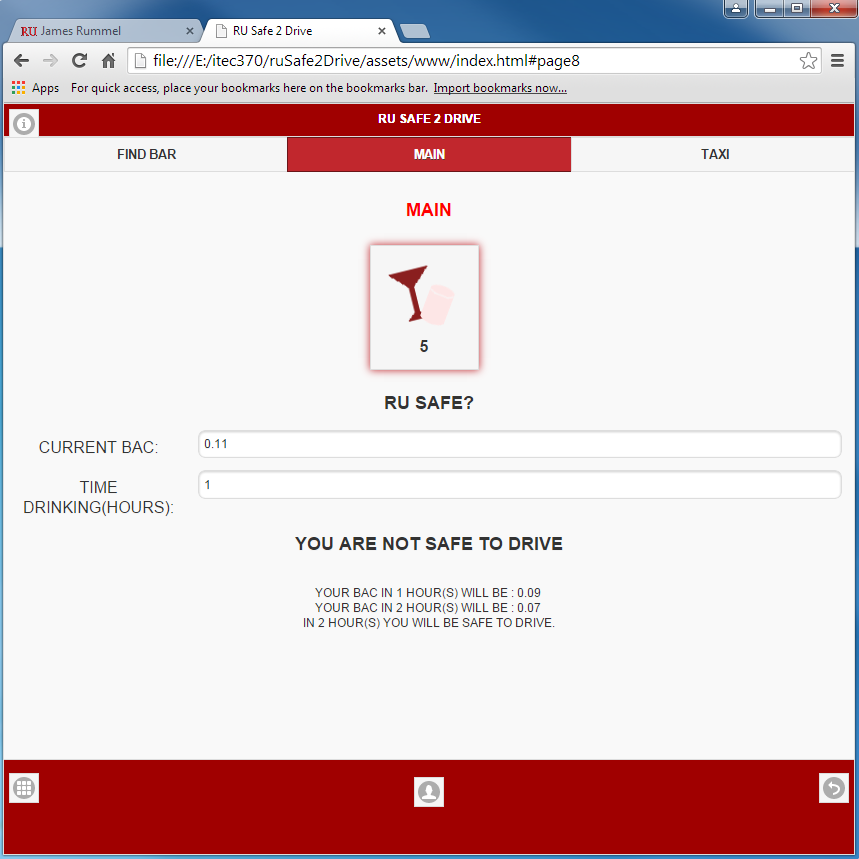 RU James Rummel
RU Safe 2 Drive
file:///E:/itec370/ruSafe2Drive/assets/www/index.html#page8
Apps For quick access, place your bookmarks here on the bookmarks bar. Import bookmarks now...
RU SAFE 2 DRIVE
FIND BAR MAIN TAXI
MAIN
5
RU SAFE?
CURRENT BAC: 0.11
TIME 1
DRINKING(HOURS):
YOU ARE NOT SAFE TO DRIVE
YOUR BAC IN 1 HOUR(S) WILL BE : 0.09
YOUR BAC IN 2 HOUR(S) WILL BE : 0.07
IN 2 HOUR(S) YOU WILL BE SAFE TO DRIVE.